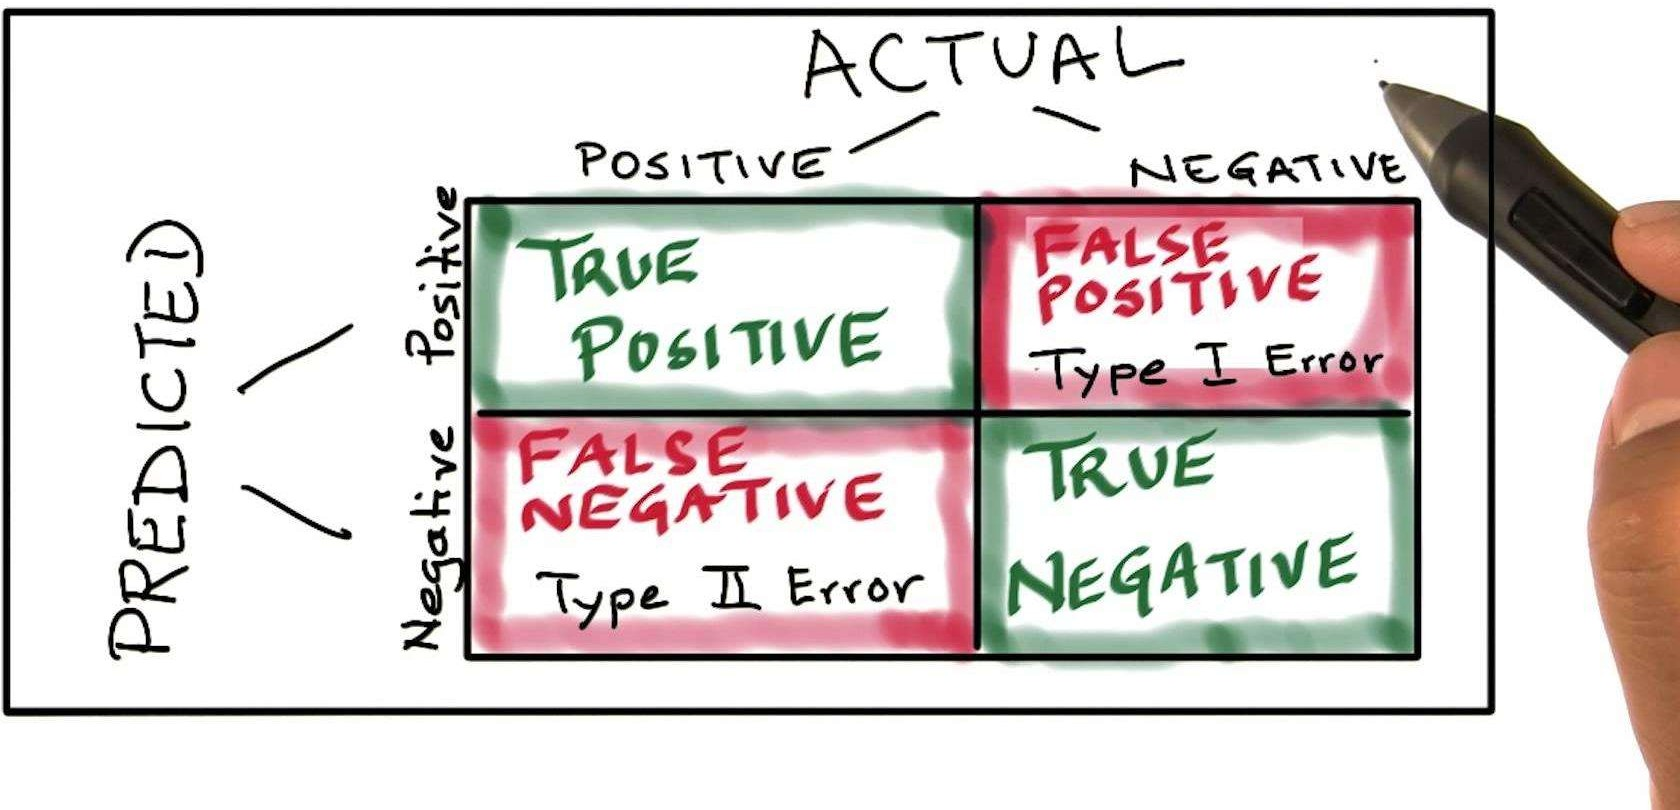 ACTUAL
POSITIVE
NEGATIVE
PREDICTED
Positive
Negative
TRUE
POSITIVE
FALSE
POSITIVE
Type I Error
FALSE
NEGATIVE
Type II Error
TRUE
NEGATIVE